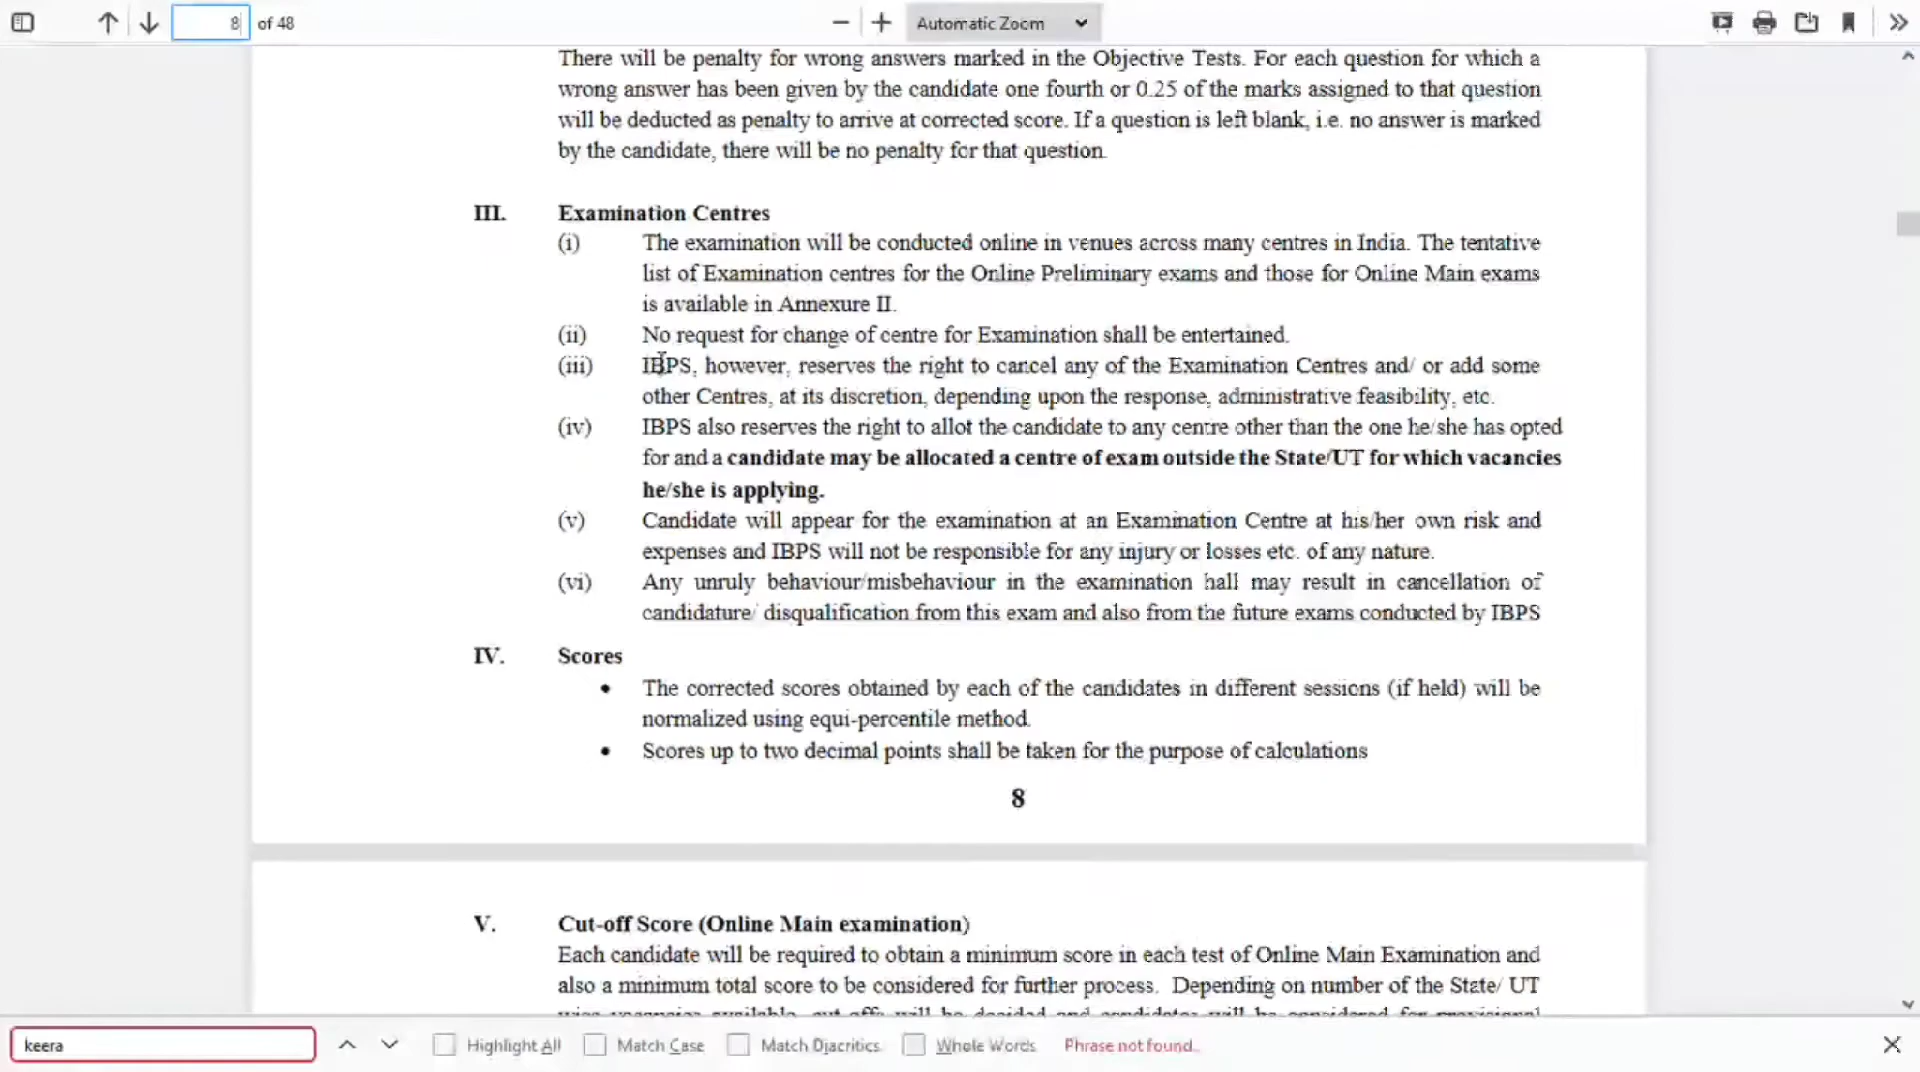 8 of 48
Automatic Zoom
There will be penalty for wrong answers marked in the Objective Tests. For each question for which a
wrong answer has been given by the candidate one fourth or 0.25 of the marks assigned to that question
will be deducted as penalty to arrive at corrected score. If a question is left blank, i.e. no answer is marked
by the candidate, there will be no penalty for that question.
III. Examination Centres
(i) The examination will be conducted online in venues across many centres in India. The tentative
list of Examination centres for the Online Preliminary exams and those for Online Main exams
is available in Annexure II.
(ii) No request for change of centre for Examination shall be entertained.
(iii) IBPS, however, reserves the right to cancel any of the Examination Centres and/ or add some
other Centres, at its discretion, depending upon the response, administrative feasibility, etc.
(iv) IBPS also reserves the right to allot the candidate to any centre other than the one he/she has opted
for and a candidate may be allocated a centre of exam outside the State/UT for which vacancies
he/she is applying.
(v) Candidate will appear for the examination at an Examination Centre at his/her own risk and
expenses and IBPS will not be responsible for any injury or losses etc. of any nature.
(vi) Any unruly behaviour/misbehaviour in the examination hall may result in cancellation of
candidature/ disqualification from this exam and also from the future exams conducted by IBPS
IV. Scores
• The corrected scores obtained by each of the candidates in different sessions (if held) will be
normalized using equi-percentile method.
• Scores up to two decimal points shall be taken for the purpose of calculations
8
V. Cut-off Score (Online Main examination)
Each candidate will be required to obtain a minimum score in each test of Online Main Examination and
also a minimum total score to be considered for further process. Depending on number of the State/ UT
keera Highlight All Match Case Match Diacritics Whole Words Phrase not found